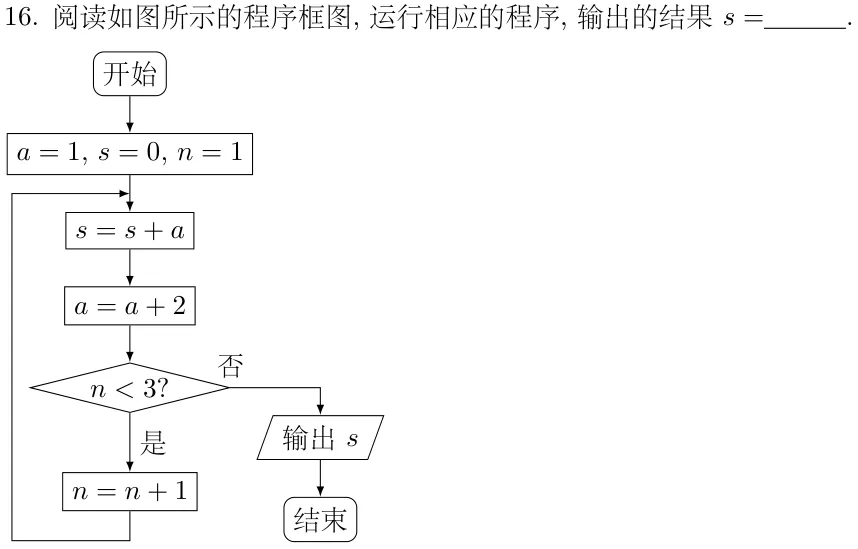 16. 阅读如图所示的程序框图, 运行相应的程序, 输出的结果 s =______.
开始
a = 1, s = 0, n = 1
s = s + a
a = a + 2
否
n < 3?
输出 s
是
n = n + 1
结束